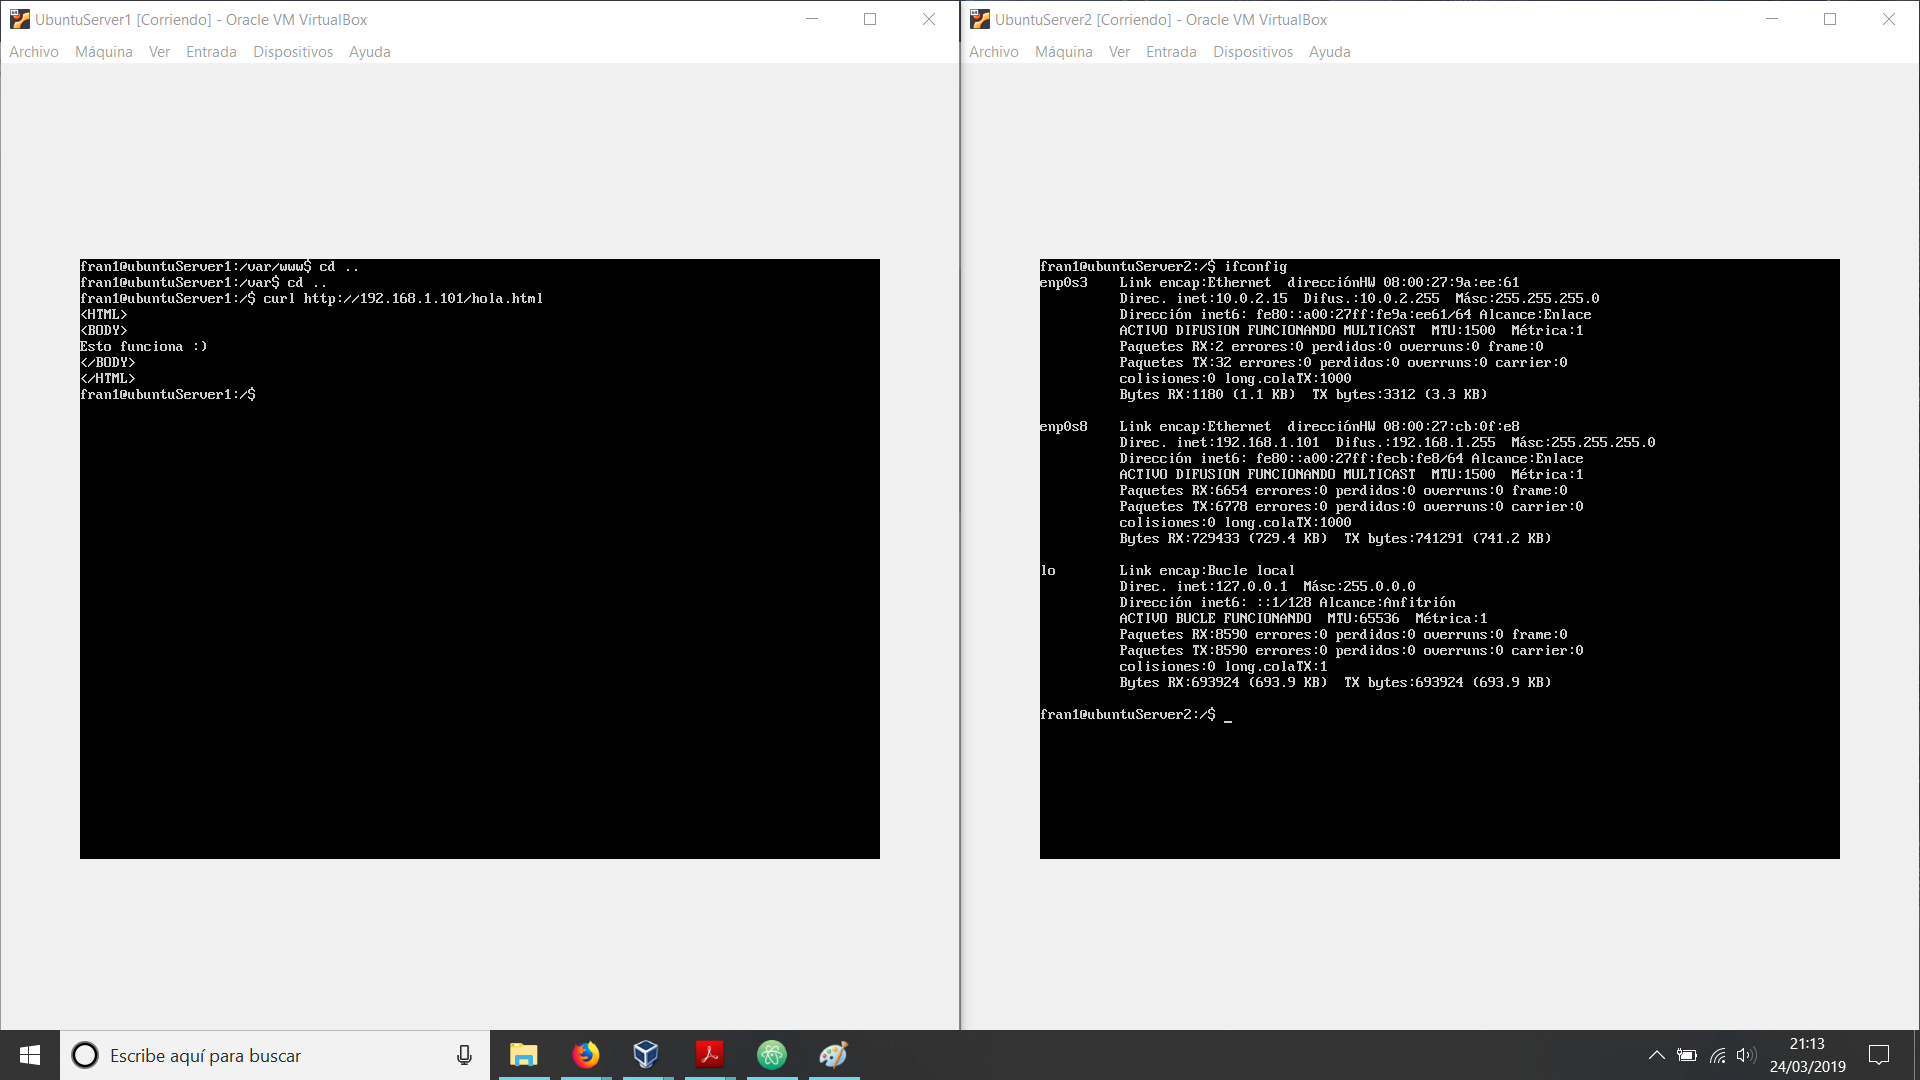 UbuntuServer1 [Corriendo] - Oracle VM VirtualBox
Archivo Máquina Ver Entrada Dispositivos Ayuda
fran1@ubuntuServer1:/var/www$ cd ..
fran1@ubuntuServer1:/var$ cd ..
fran1@ubuntuServer1:/$ curl http://192.168.1.101/hola.html
<HTML>
<BODY>
Esto funciona :)
</BODY>
</HTML>
fran1@ubuntuServer1:/$
UbuntuServer2 [Corriendo] - Oracle VM VirtualBox
Archivo Máquina Ver Entrada Dispositivos Ayuda
fran1@ubuntuServer2:/$ ifconfig
enp0s3 Link encap:Ethernet direcciónHW 08:00:27:9a:ee:61
Direc. inet:10.0.2.15 Difus.:10.0.2.255 Másc:255.255.255.0
Dirección inet6: fe80::a00:27ff:fe9a:ee61/64 Alcance:Enlace
ACTIVO DIFUSION FUNCIONANDO MULTICAST MTU:1500 Métrica:1
Paquetes RX:2 errores:0 perdidos:0 overruns:0 frame:0
Paquetes TX:32 errores:0 perdidos:0 overruns:0 carrier:0
colisiones:0 long.colaTX:1000
Bytes RX:1180 (1.1 KB) TX bytes:3312 (3.3 KB)
enp0s8 Link encap:Ethernet direcciónHW 08:00:27:cb:0f:e8
Direc. inet:192.168.1.101 Difus.:192.168.1.255 Másc:255.255.255.0
Dirección inet6: fe80::a00:27ff:fecb:fe8/64 Alcance:Enlace
ACTIVO DIFUSION FUNCIONANDO MULTICAST MTU:1500 Métrica:1
Paquetes RX:6654 errores:0 perdidos:0 overruns:0 frame:0
Paquetes TX:6778 errores:0 perdidos:0 overruns:0 carrier:0
colisiones:0 long.colaTX:1000
Bytes RX:729433 (729.4 KB) TX bytes:741291 (741.2 KB)
lo Link encap:Bucle local
Direc. inet:127.0.0.1 Másc:255.0.0.0
Dirección inet6: ::1/128 Alcance:Anfitrión
ACTIVO BUCLE FUNCIONANDO MTU:65536 Métrica:1
Paquetes RX:8590 errores:0 perdidos:0 overruns:0 frame:0
Paquetes TX:8590 errores:0 perdidos:0 overruns:0 carrier:0
colisiones:0 long.colaTX:1
Bytes RX:693924 (693.9 KB) TX bytes:693924 (693.9 KB)
fran1@ubuntuServer2:/$ _
Escribe aquí para buscar
21:13
24/03/2019